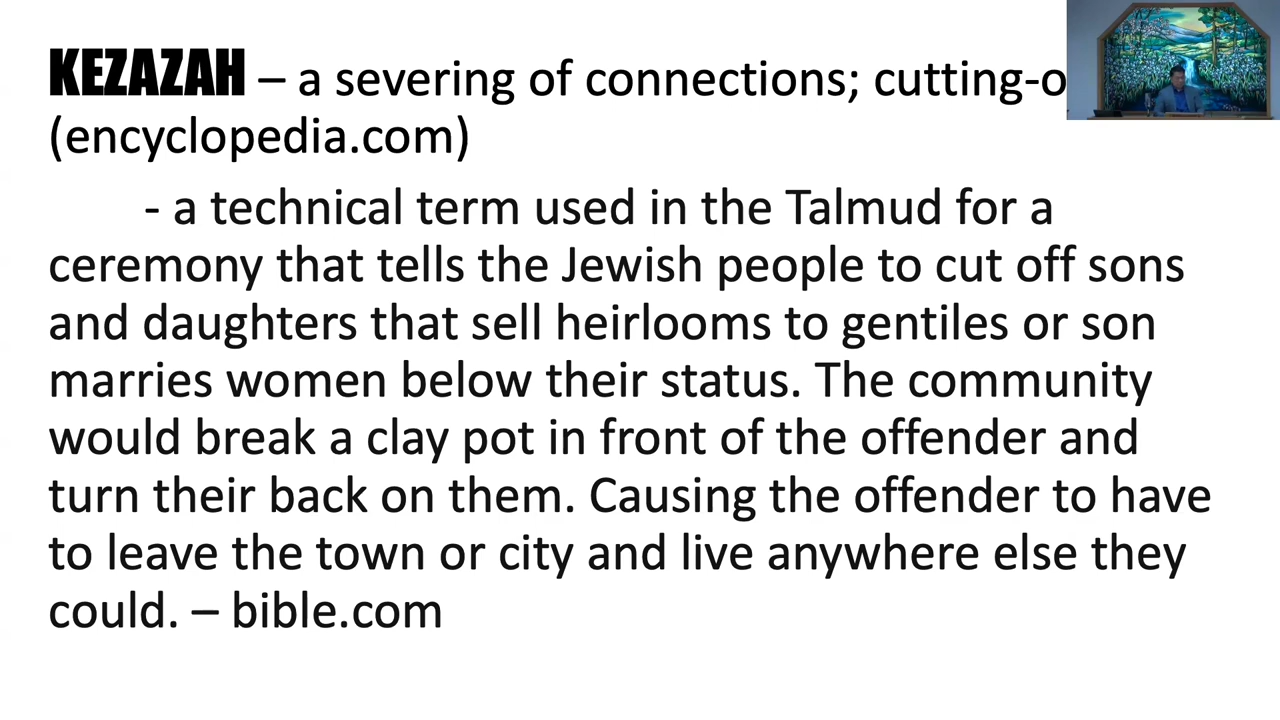 KEZAZAH – a severing of connections; cutting-o
(encyclopedia.com)
- a technical term used in the Talmud for a
ceremony that tells the Jewish people to cut off sons
and daughters that sell heirlooms to gentiles or son
marries women below their status. The community
would break a clay pot in front of the offender and
turn their back on them. Causing the offender to have
to leave the town or city and live anywhere else they
could. – bible.com